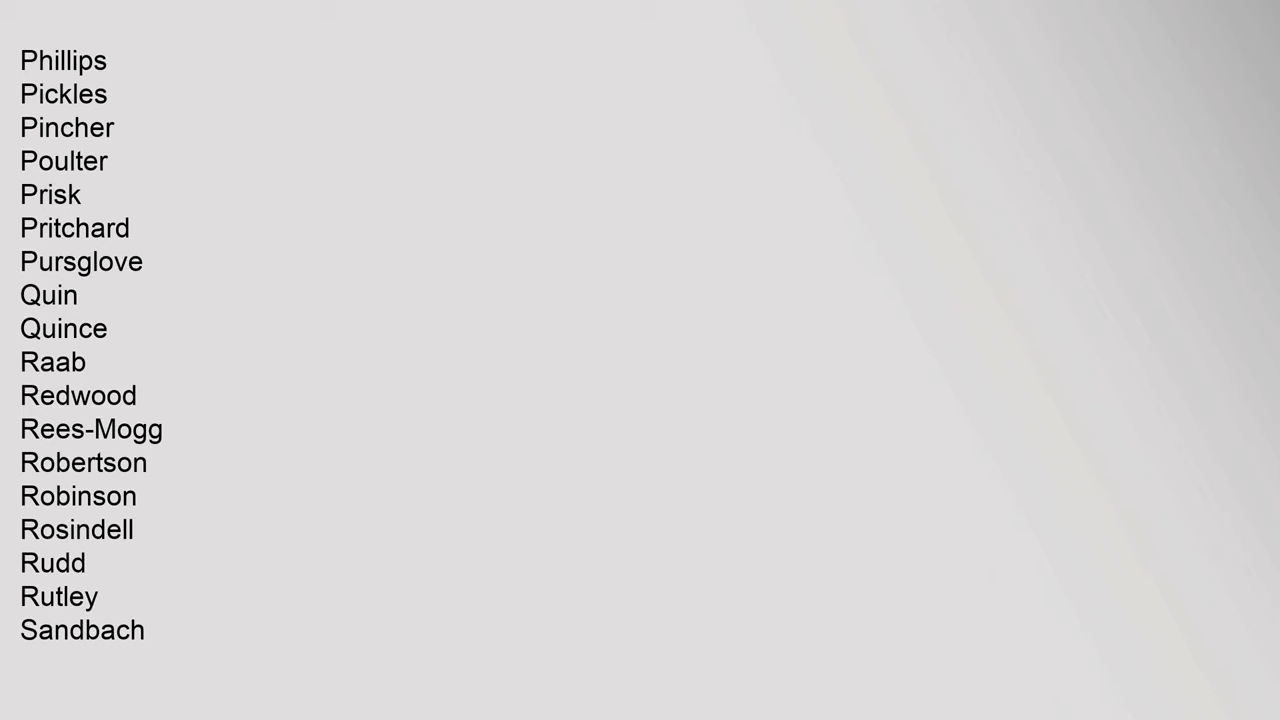 Phillips
Pickles
Pincher
Poulter
Prisk
Pritchard
Pursglove
Quin
Quince
Raab
Redwood
Rees-Mogg
Robertson
Robinson
Rosindell
Rudd
Rutley
Sandbach